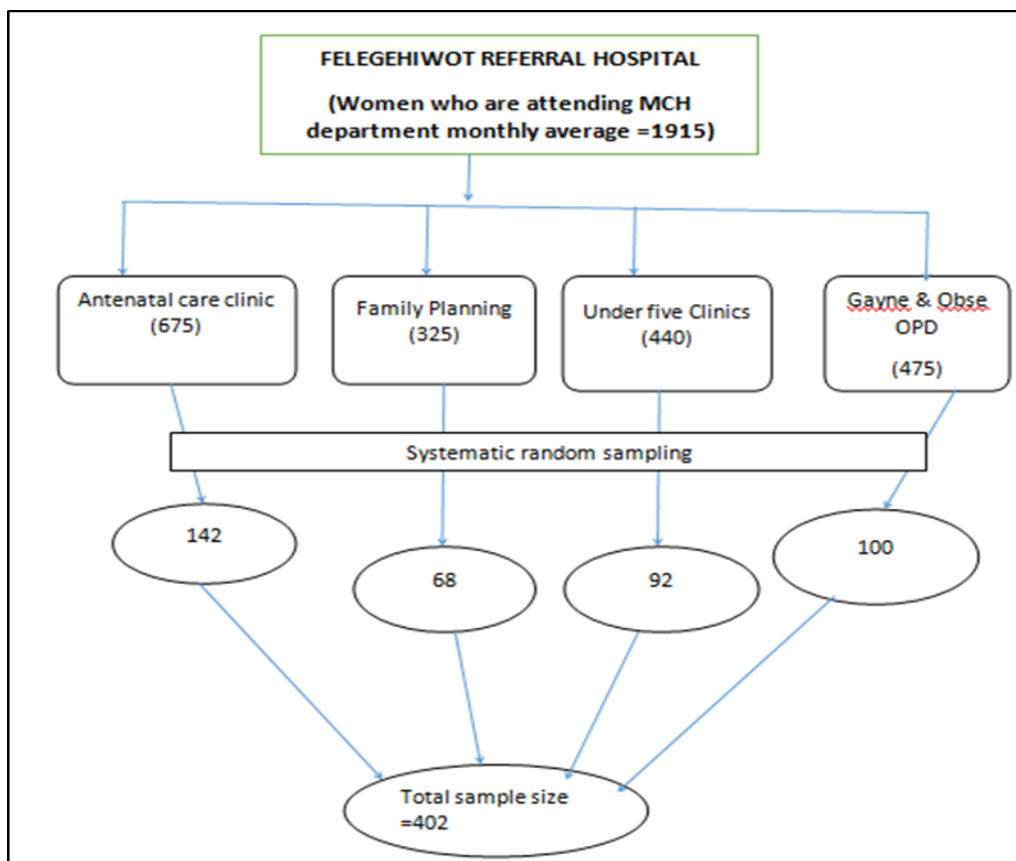 FELEGEHIWOT REFERRAL HOSPITAL
(Women who are attending MCH
department monthly average =1915)
Antenatal care clinic
(675)
Family Planning
(325)
Under five Clinics
(440)
Gayne & Obse
OPD
(475)
Systematic random sampling
142
68
92
100
Total sample size
=402